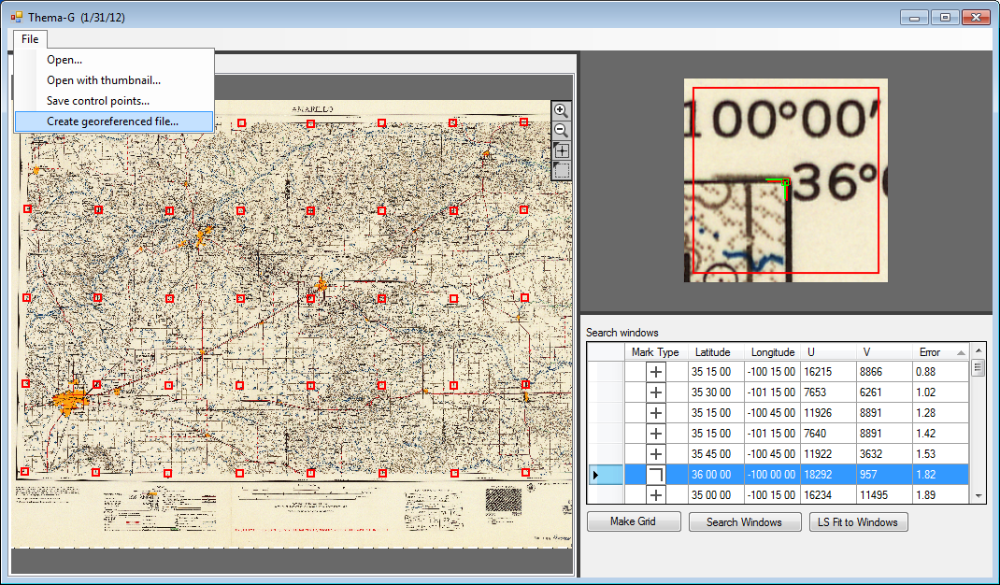 Thema-G (1/31/12)
File
Open...
Open with thumbnail...
Save control points...
Create georeferenced file...
AMARILLO
100°00'
36°
Search windows
Mark Type Latitude Longitude U V Error
35 15 00 -100 15 00 16215 8866 0.88
35 30 00 -101 15 00 7653 6261 1.02
35 15 00 -100 45 00 11926 8891 1.28
35 15 00 -101 15 00 7640 8891 1.42
35 45 00 -100 45 00 11922 3632 1.53
36 00 00 -100 00 00 18292 957 1.82
35 00 00 -100 15 00 16234 11495 1.89
Make Grid Search Windows LS Fit to Windows